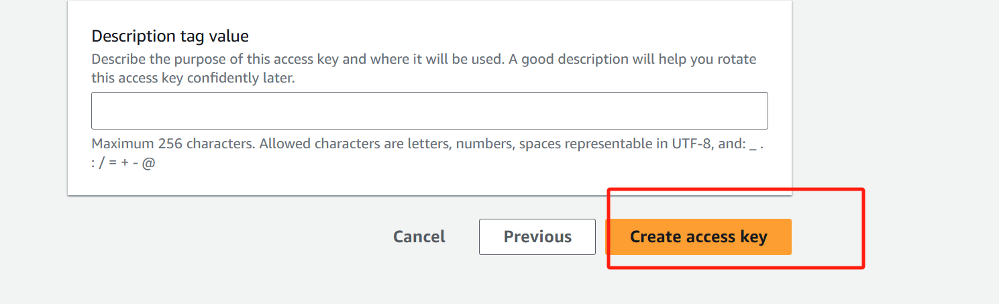 Description tag value
Describe the purpose of this access key and where it will be used. A good description will help you rotate
this access key confidently later.
Maximum 256 characters. Allowed characters are letters, numbers, spaces representable in UTF-8, and: _ .
: / = + - @
Cancel
Previous
Create access key